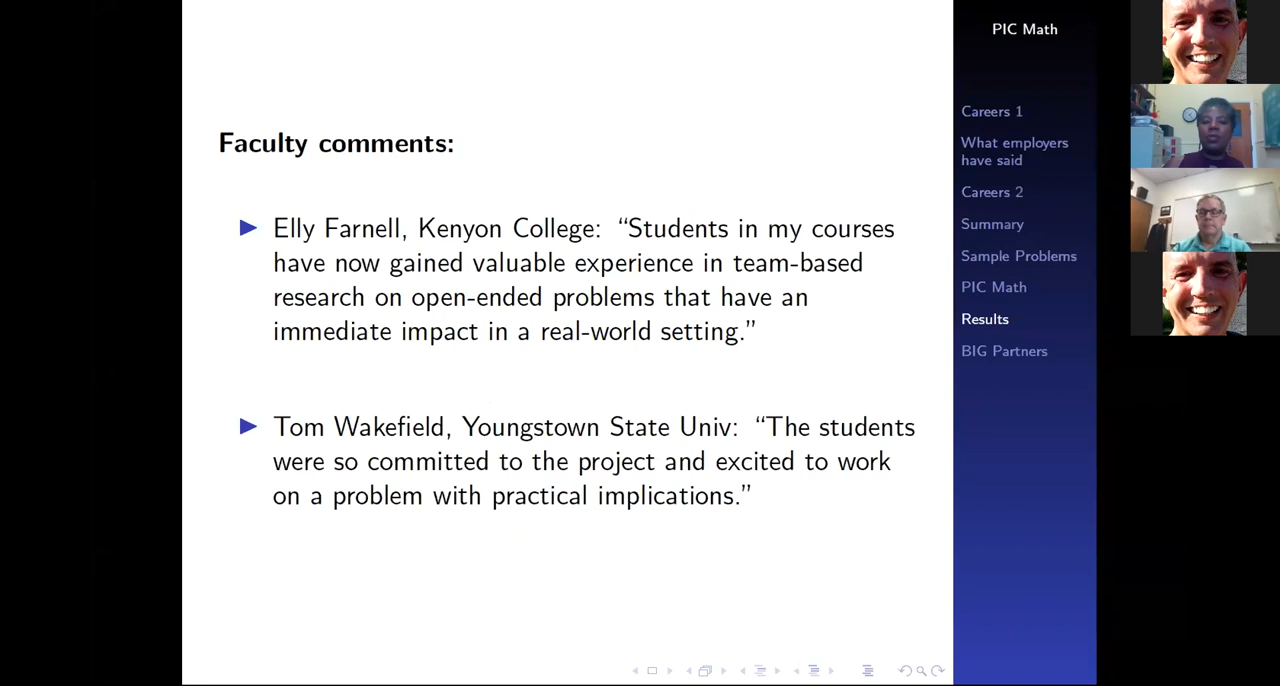 Faculty comments:
Elly Farnell, Kenyon College: “Students in my courses
have now gained valuable experience in team-based
research on open-ended problems that have an
immediate impact in a real-world setting.”
Tom Wakefield, Youngstown State Univ: “The students
were so committed to the project and excited to work
on a problem with practical implications.”
PIC Math
Careers 1
What employers
have said
Careers 2
Summary
Sample Problems
PIC Math
Results
BIG Partners